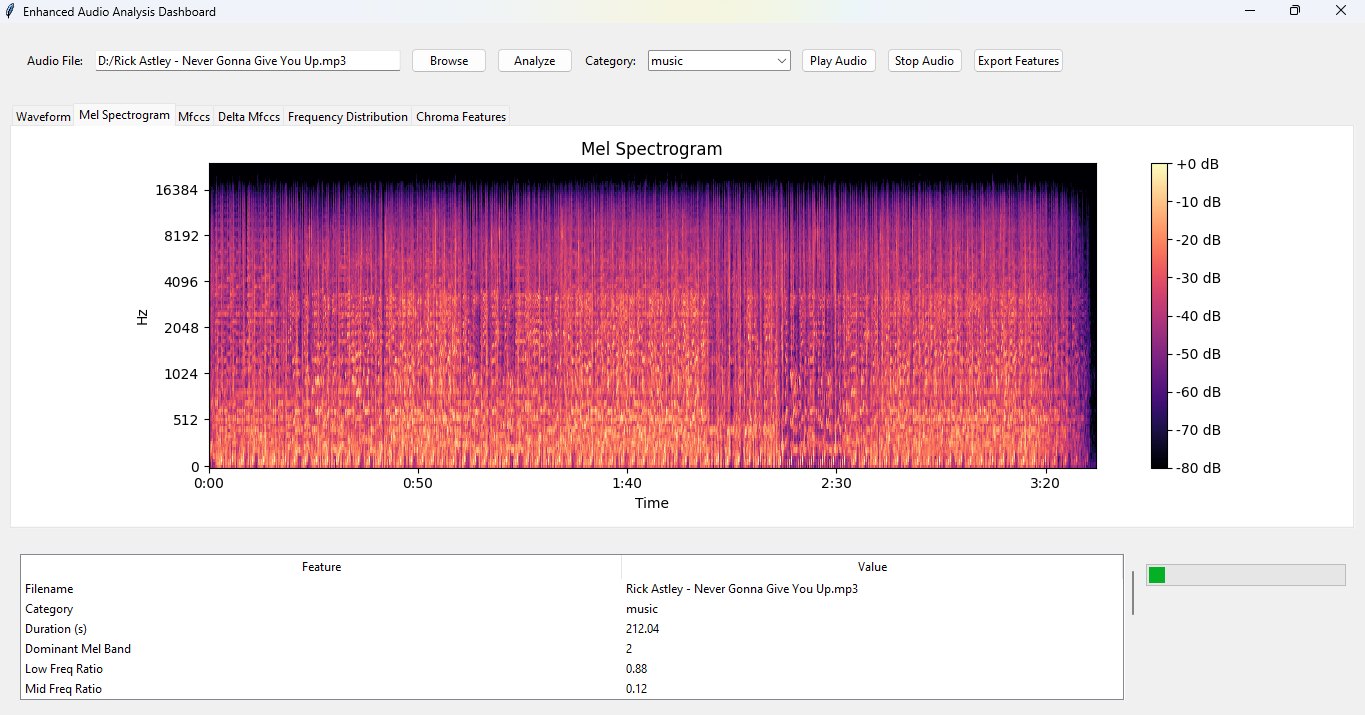 Enhanced Audio Analysis Dashboard
Audio File: D:/Rick Astley - Never Gonna Give You Up.mp3 Browse Analyze Category: music Play Audio Stop Audio Export Features
Waveform Mel Spectrogram Mfccs Delta Mfccs Frequency Distribution Chroma Features
Mel Spectrogram
16384
8192
4096
2048
1024
512
0
Hz
0:00 0:50 1:40 2:30 3:20
Time
+0 dB
-10 dB
-20 dB
-30 dB
-40 dB
-50 dB
-60 dB
-70 dB
-80 dB
Feature Value
Filename Rick Astley - Never Gonna Give You Up.mp3
Category music
Duration (s) 212.04
Dominant Mel Band 2
Low Freq Ratio 0.88
Mid Freq Ratio 0.12